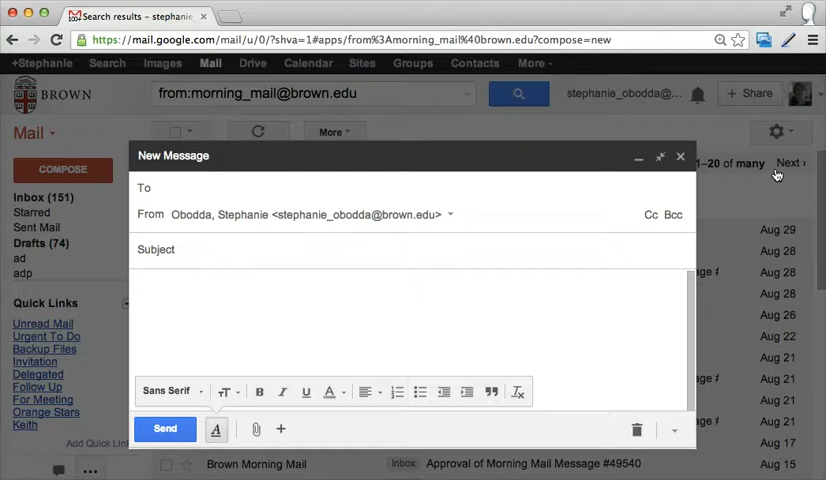 Search results – stephanie_
https://mail.google.com/mail/u/0/?shva=1#apps/from%3Amorning_mail%40brown.edu?compose=new
+Stephanie Search Images Mail Drive Calendar Sites Groups Contacts More
BROWN from:morning_mail@brown.edu stephanie_obodda@... + Share
Mail More
1–20 of many Next ›
COMPOSE
New Message
To
From Obodda, Stephanie <stephanie_obodda@brown.edu> Cc Bcc
Subject
Inbox (151)
Starred
Sent Mail
Drafts (74)
ad
adp
Quick Links
Unread Mail
Urgent To Do
Backup Files
Invitation
Delegated
Follow Up
For Meeting
Orange Stars
Keith
Add Quick Link
Aug 29
Aug 28
Aug 28
Aug 28
Aug 26
Aug 22
Aug 21
Aug 21
Aug 21
Aug 21
Aug 17
Sans Serif
Send
Brown Morning Mail Inbox Approval of Morning Mail Message #49540 Aug 15